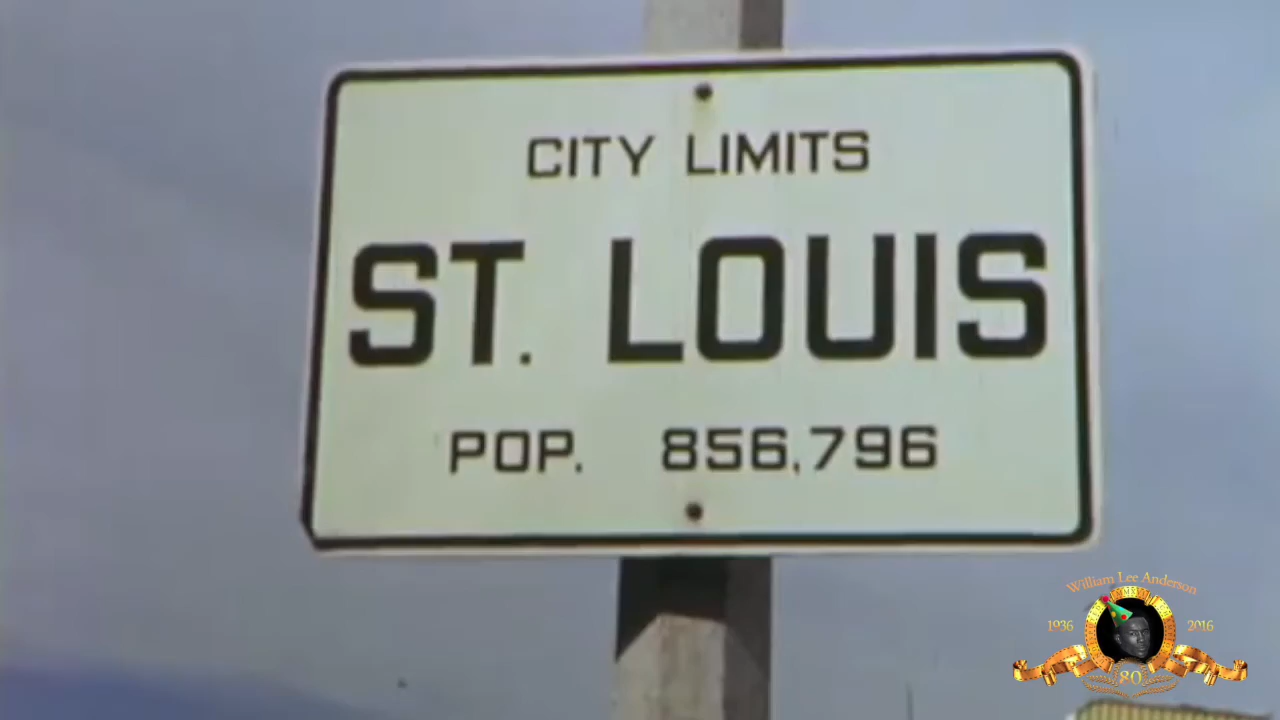 CITY LIMITS
ST. LOUIS
POP. 856,796
William Lee Anderson
1936 2016
80